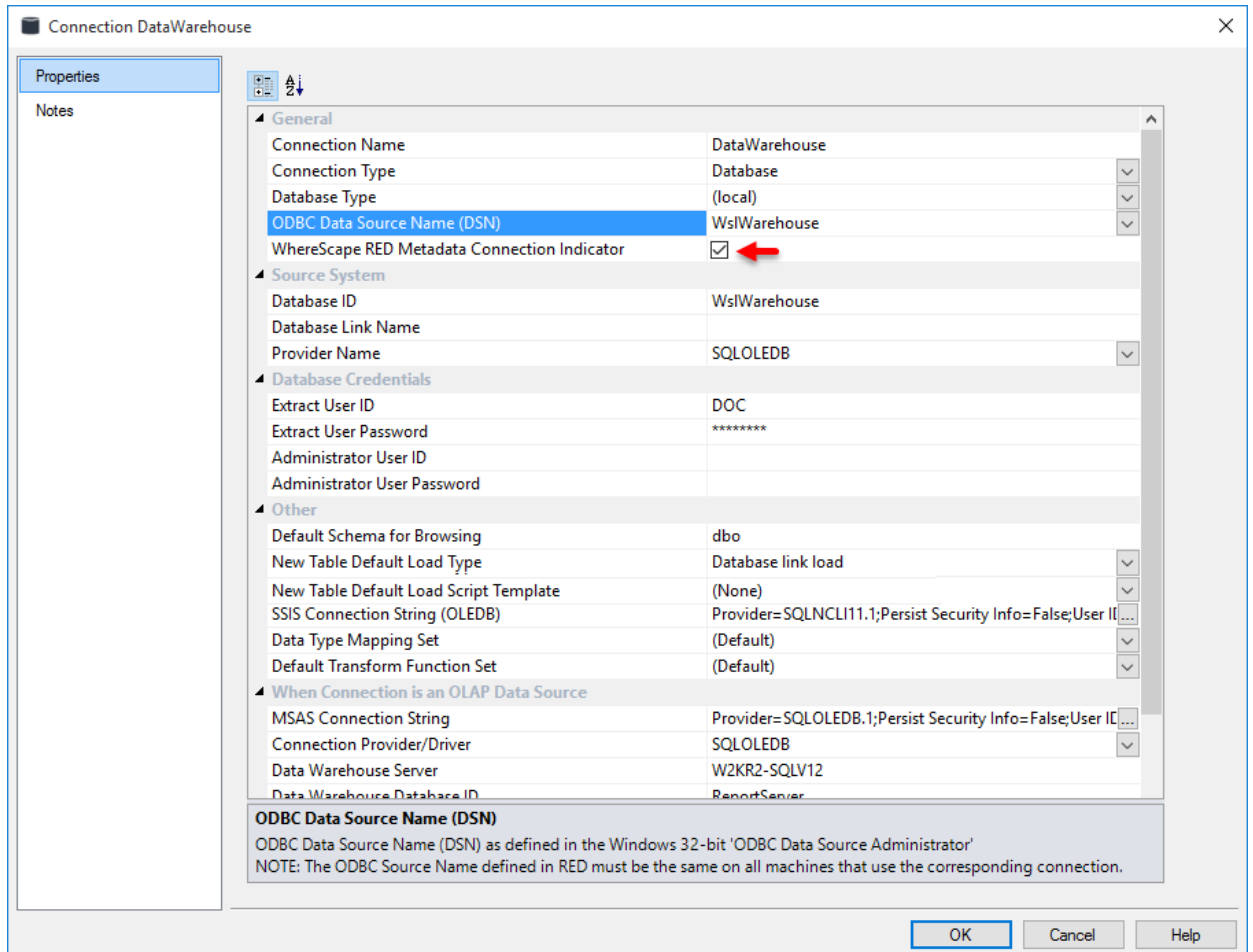 Connection DataWarehouse
Properties
Notes
General
Connection Name DataWarehouse
Connection Type Database
Database Type (local)
ODBC Data Source Name (DSN) WslWarehouse
WhereScape RED Metadata Connection Indicator
Source System
Database ID WslWarehouse
Database Link Name
Provider Name SQLOLEDB
Database Credentials
Extract User ID DOC
Extract User Password ********
Administrator User ID
Administrator User Password
Other
Default Schema for Browsing dbo
New Table Default Load Type Database link load
New Table Default Load Script Template (None)
SSIS Connection String (OLEDB) Provider=SQLNCLI11.1;Persist Security Info=False;User I ...
Data Type Mapping Set (Default)
Default Transform Function Set (Default)
When Connection is an OLAP Data Source
MSAS Connection String Provider=SQLOLEDB.1;Persist Security Info=False;User I ...
Connection Provider/Driver SQLOLEDB
Data Warehouse Server W2KR2-SQLV12
Data Warehouse Database ID ReportServer
ODBC Data Source Name (DSN)
ODBC Data Source Name (DSN) as defined in the Windows 32-bit 'ODBC Data Source Administrator'
NOTE: The ODBC Source Name defined in RED must be the same on all machines that use the corresponding connection.
OK Cancel Help